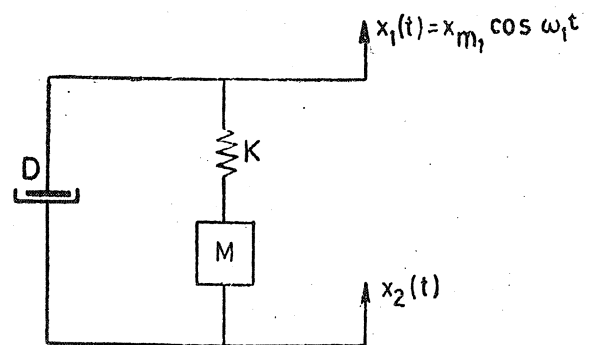 x₁(t) = xₘ₁ cos ω₁t
K
D
M
x₂(t)